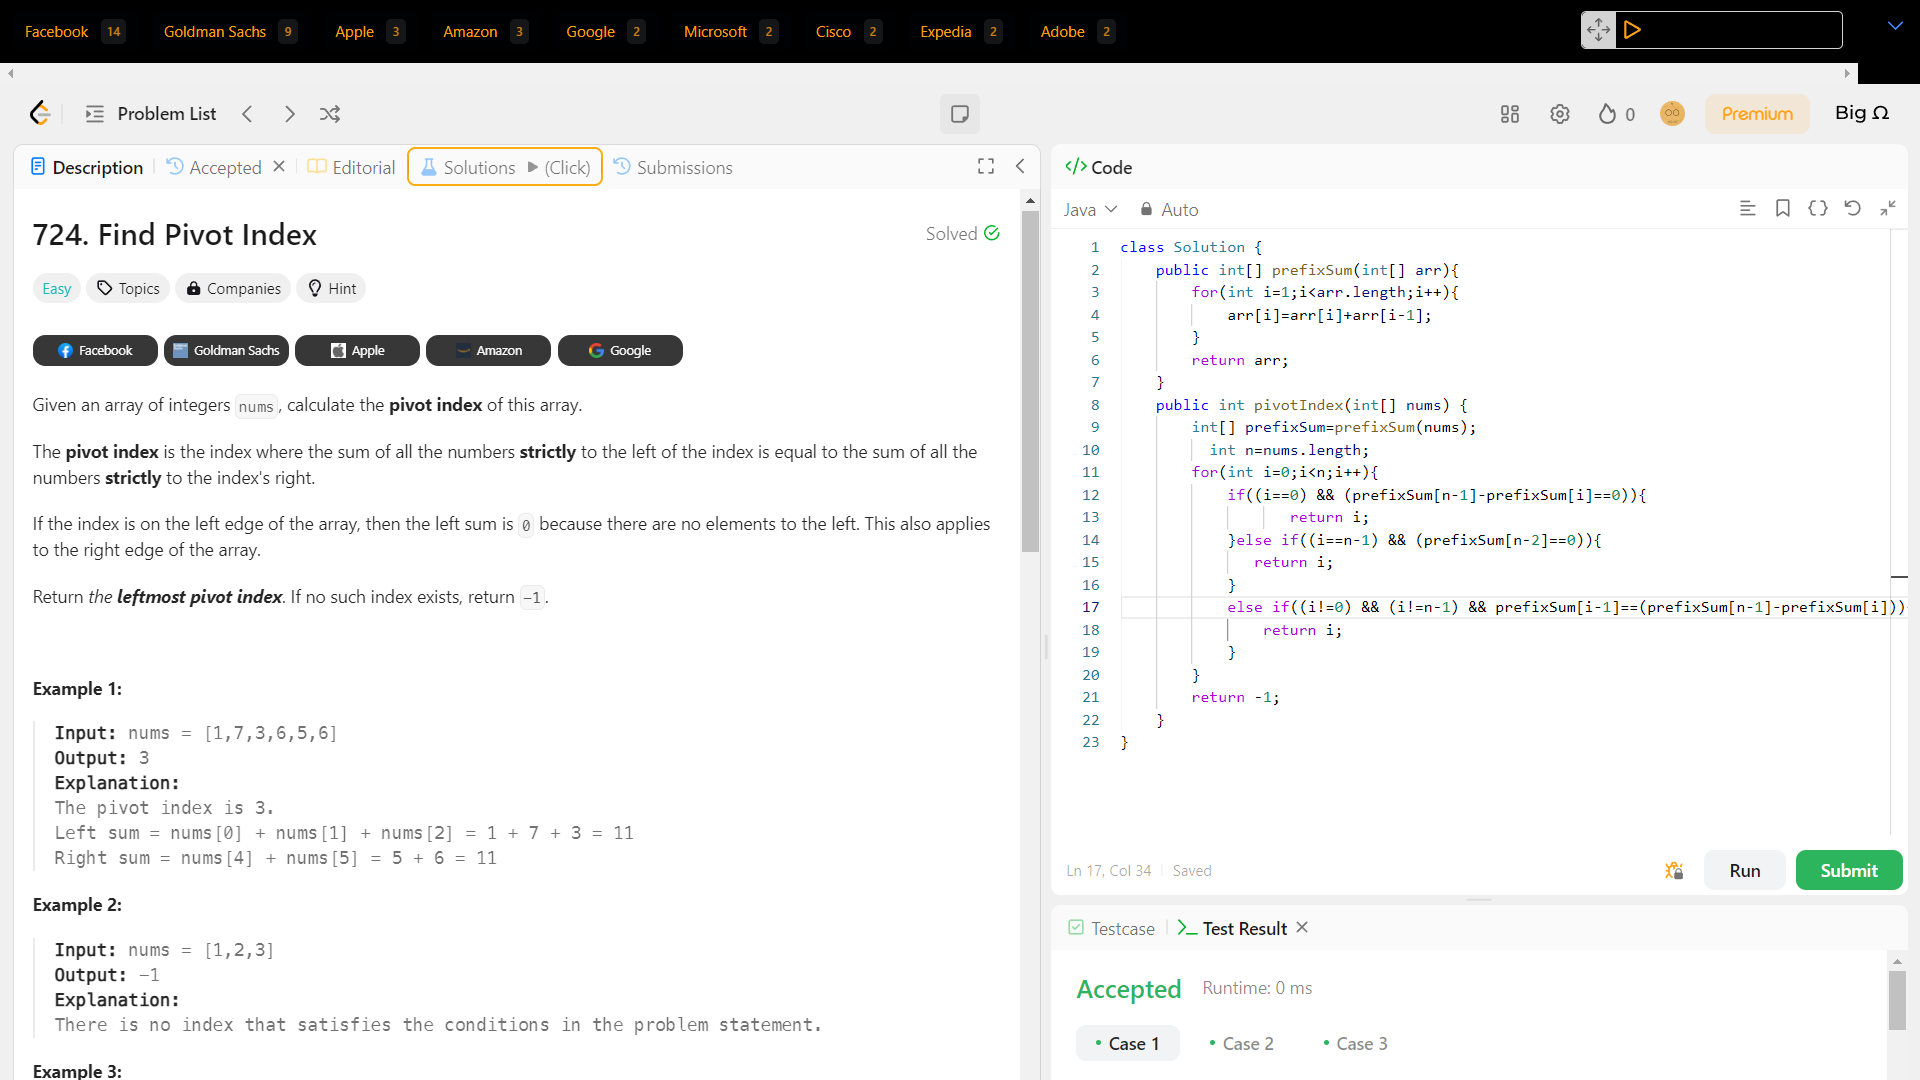 Facebook 14 Goldman Sachs 9 Apple 3 Amazon 3 Google 2 Microsoft 2 Cisco 2 Expedia 2 Adobe 2
Problem List
0 Premium Big Ω
Description Accepted Editorial Solutions (Click) Submissions
724. Find Pivot Index
Solved
Easy Topics Companies Hint
Facebook Goldman Sachs Apple Amazon Google
Given an array of integers nums, calculate the pivot index of this array.
The pivot index is the index where the sum of all the numbers strictly to the left of the index is equal to the sum of all the
numbers strictly to the index's right.
If the index is on the left edge of the array, then the left sum is 0 because there are no elements to the left. This also applies
to the right edge of the array.
Return the leftmost pivot index. If no such index exists, return -1.
Example 1:
Input: nums = [1,7,3,6,5,6]
Output: 3
Explanation:
The pivot index is 3.
Left sum = nums[0] + nums[1] + nums[2] = 1 + 7 + 3 = 11
Right sum = nums[4] + nums[5] = 5 + 6 = 11
Example 2:
Input: nums = [1,2,3]
Output: -1
Explanation:
There is no index that satisfies the conditions in the problem statement.
Example 3:
</> Code
Java Auto
1 class Solution {
2 public int[] prefixSum(int[] arr){
3 for(int i=1;i<arr.length;i++){
4 arr[i]=arr[i]+arr[i-1];
5 }
6 return arr;
7 }
8 public int pivotIndex(int[] nums) {
9 int[] prefixSum=prefixSum(nums);
10 int n=nums.length;
11 for(int i=0;i<n;i++){
12 if((i==0) && (prefixSum[n-1]-prefixSum[i]==0)){
13 return i;
14 }else if((i==n-1) && (prefixSum[n-2]==0)){
15 return i;
16 }
17 else if((i!=0) && (i!=n-1) && prefixSum[i-1]==(prefixSum[n-1]-prefixSum[i]))
18 return i;
19 }
20 }
21 return -1;
22 }
23 }
Ln 17, Col 34 Saved
Run Submit
Testcase Test Result
Accepted Runtime: 0 ms
Case 1 Case 2 Case 3